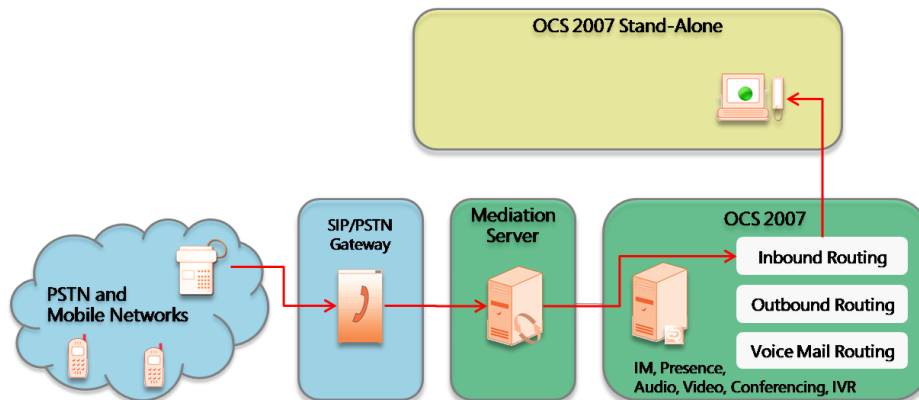 OCS 2007 Stand-Alone
PSTN and
Mobile Networks
SIP/PSTN
Gateway
Mediation
Server
OCS 2007
Inbound Routing
Outbound Routing
Voice Mail Routing
IM, Presence,
Audio, Video, Conferencing, IVR